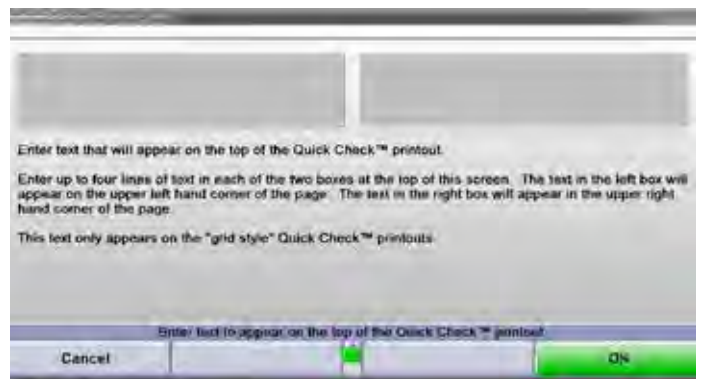 Enter text that will appear on the top of the Quick Check™ printout.
Enter up to four lines of text in each of the two boxes at the top of this screen. The text in the left box will
appear on the upper left hand corner of the page. The text in the right box will appear in the upper right
hand corner of the page.
This text only appears on the "grid style" Quick Check™ printouts.
Enter text to appear on the top of the Quick Check™ printout.
Cancel
OK